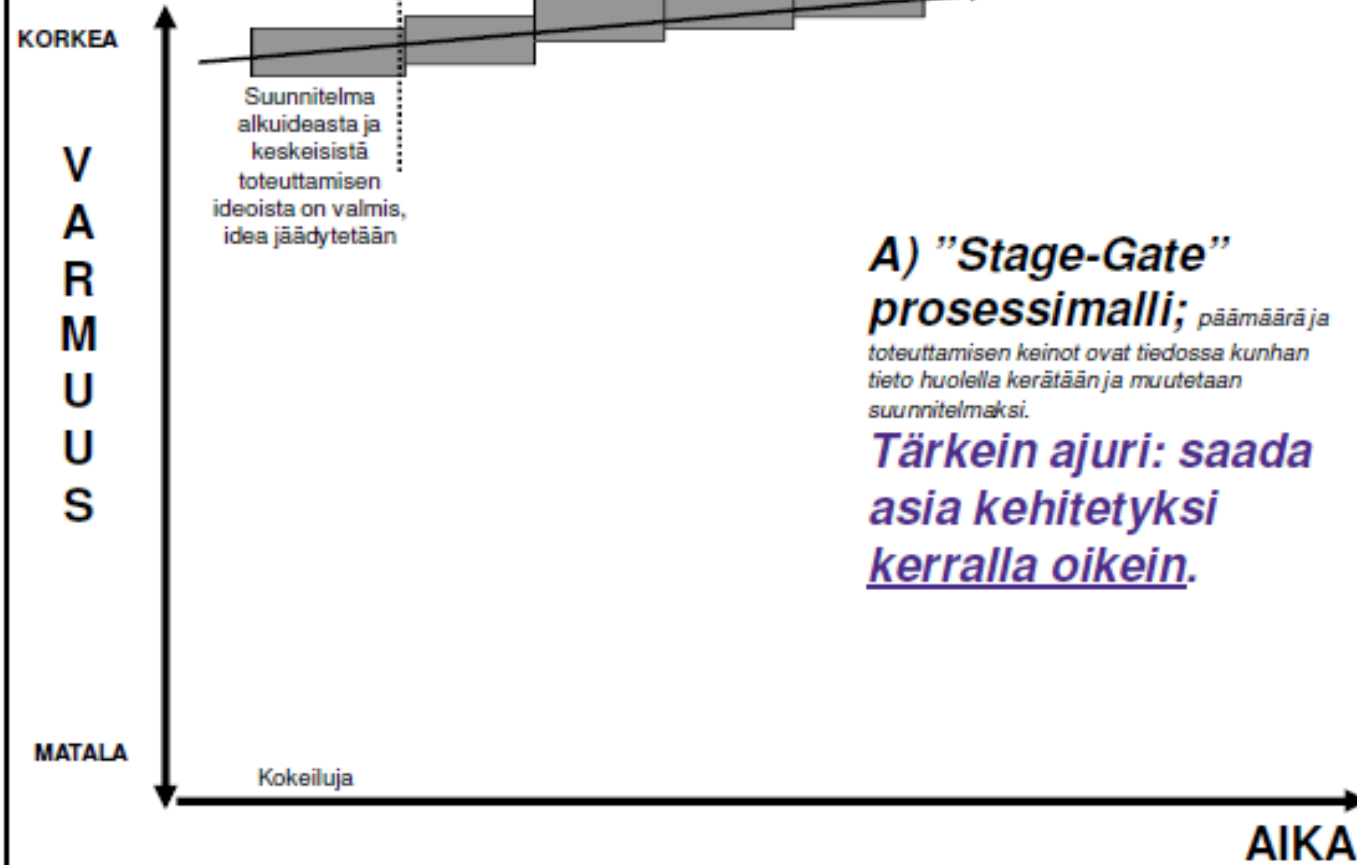 KORKEA
Suunnitelma
alkuideasta ja
keskeisistä
toteuttamisen
ideoista on valmis,
idea jäädytetään
V
A
R
M
U
U
S
A) ”Stage-Gate”
prosessimalli; päämäärä ja
toteuttamisen keinot ovat tiedossa kunhan
tieto huolella kerätään ja muutetaan
suunnitelmaksi.
Tärkein ajuri: saada
asia kehitetyksi
kerralla oikein.
MATALA
Kokeiluja
AIKA